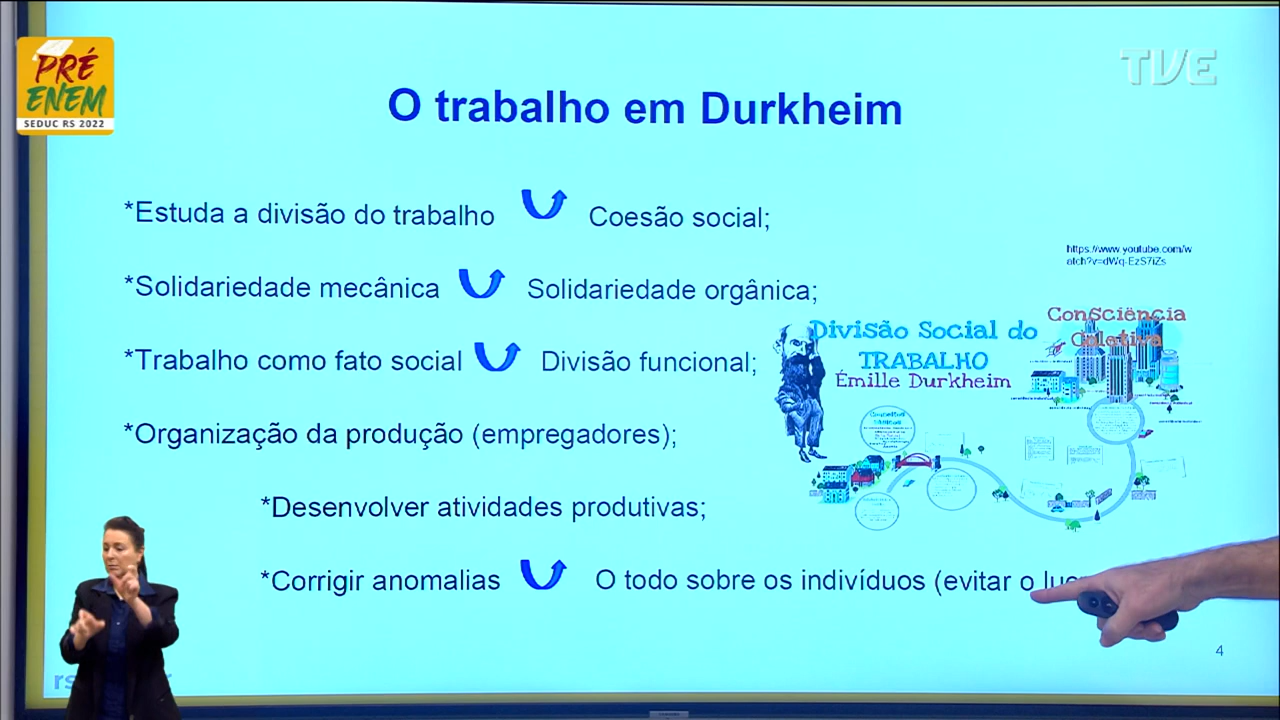 PRÉ
ENEM
SEDUC RS 2022
TVE
O trabalho em Durkheim
*Estuda a divisão do trabalho Coesão social;
https://www.youtube.com/w
atch?v=dWq-EzS7iZs
*Solidariedade mecânica Solidariedade orgânica;
Consciência
Coletiva
Divisão Social do
TRABALHO
Émille Durkheim
*Trabalho como fato social Divisão funcional;
*Organização da produção (empregadores);
*Desenvolver atividades produtivas;
*Corrigir anomalias O todo sobre os indivíduos (evitar o
4